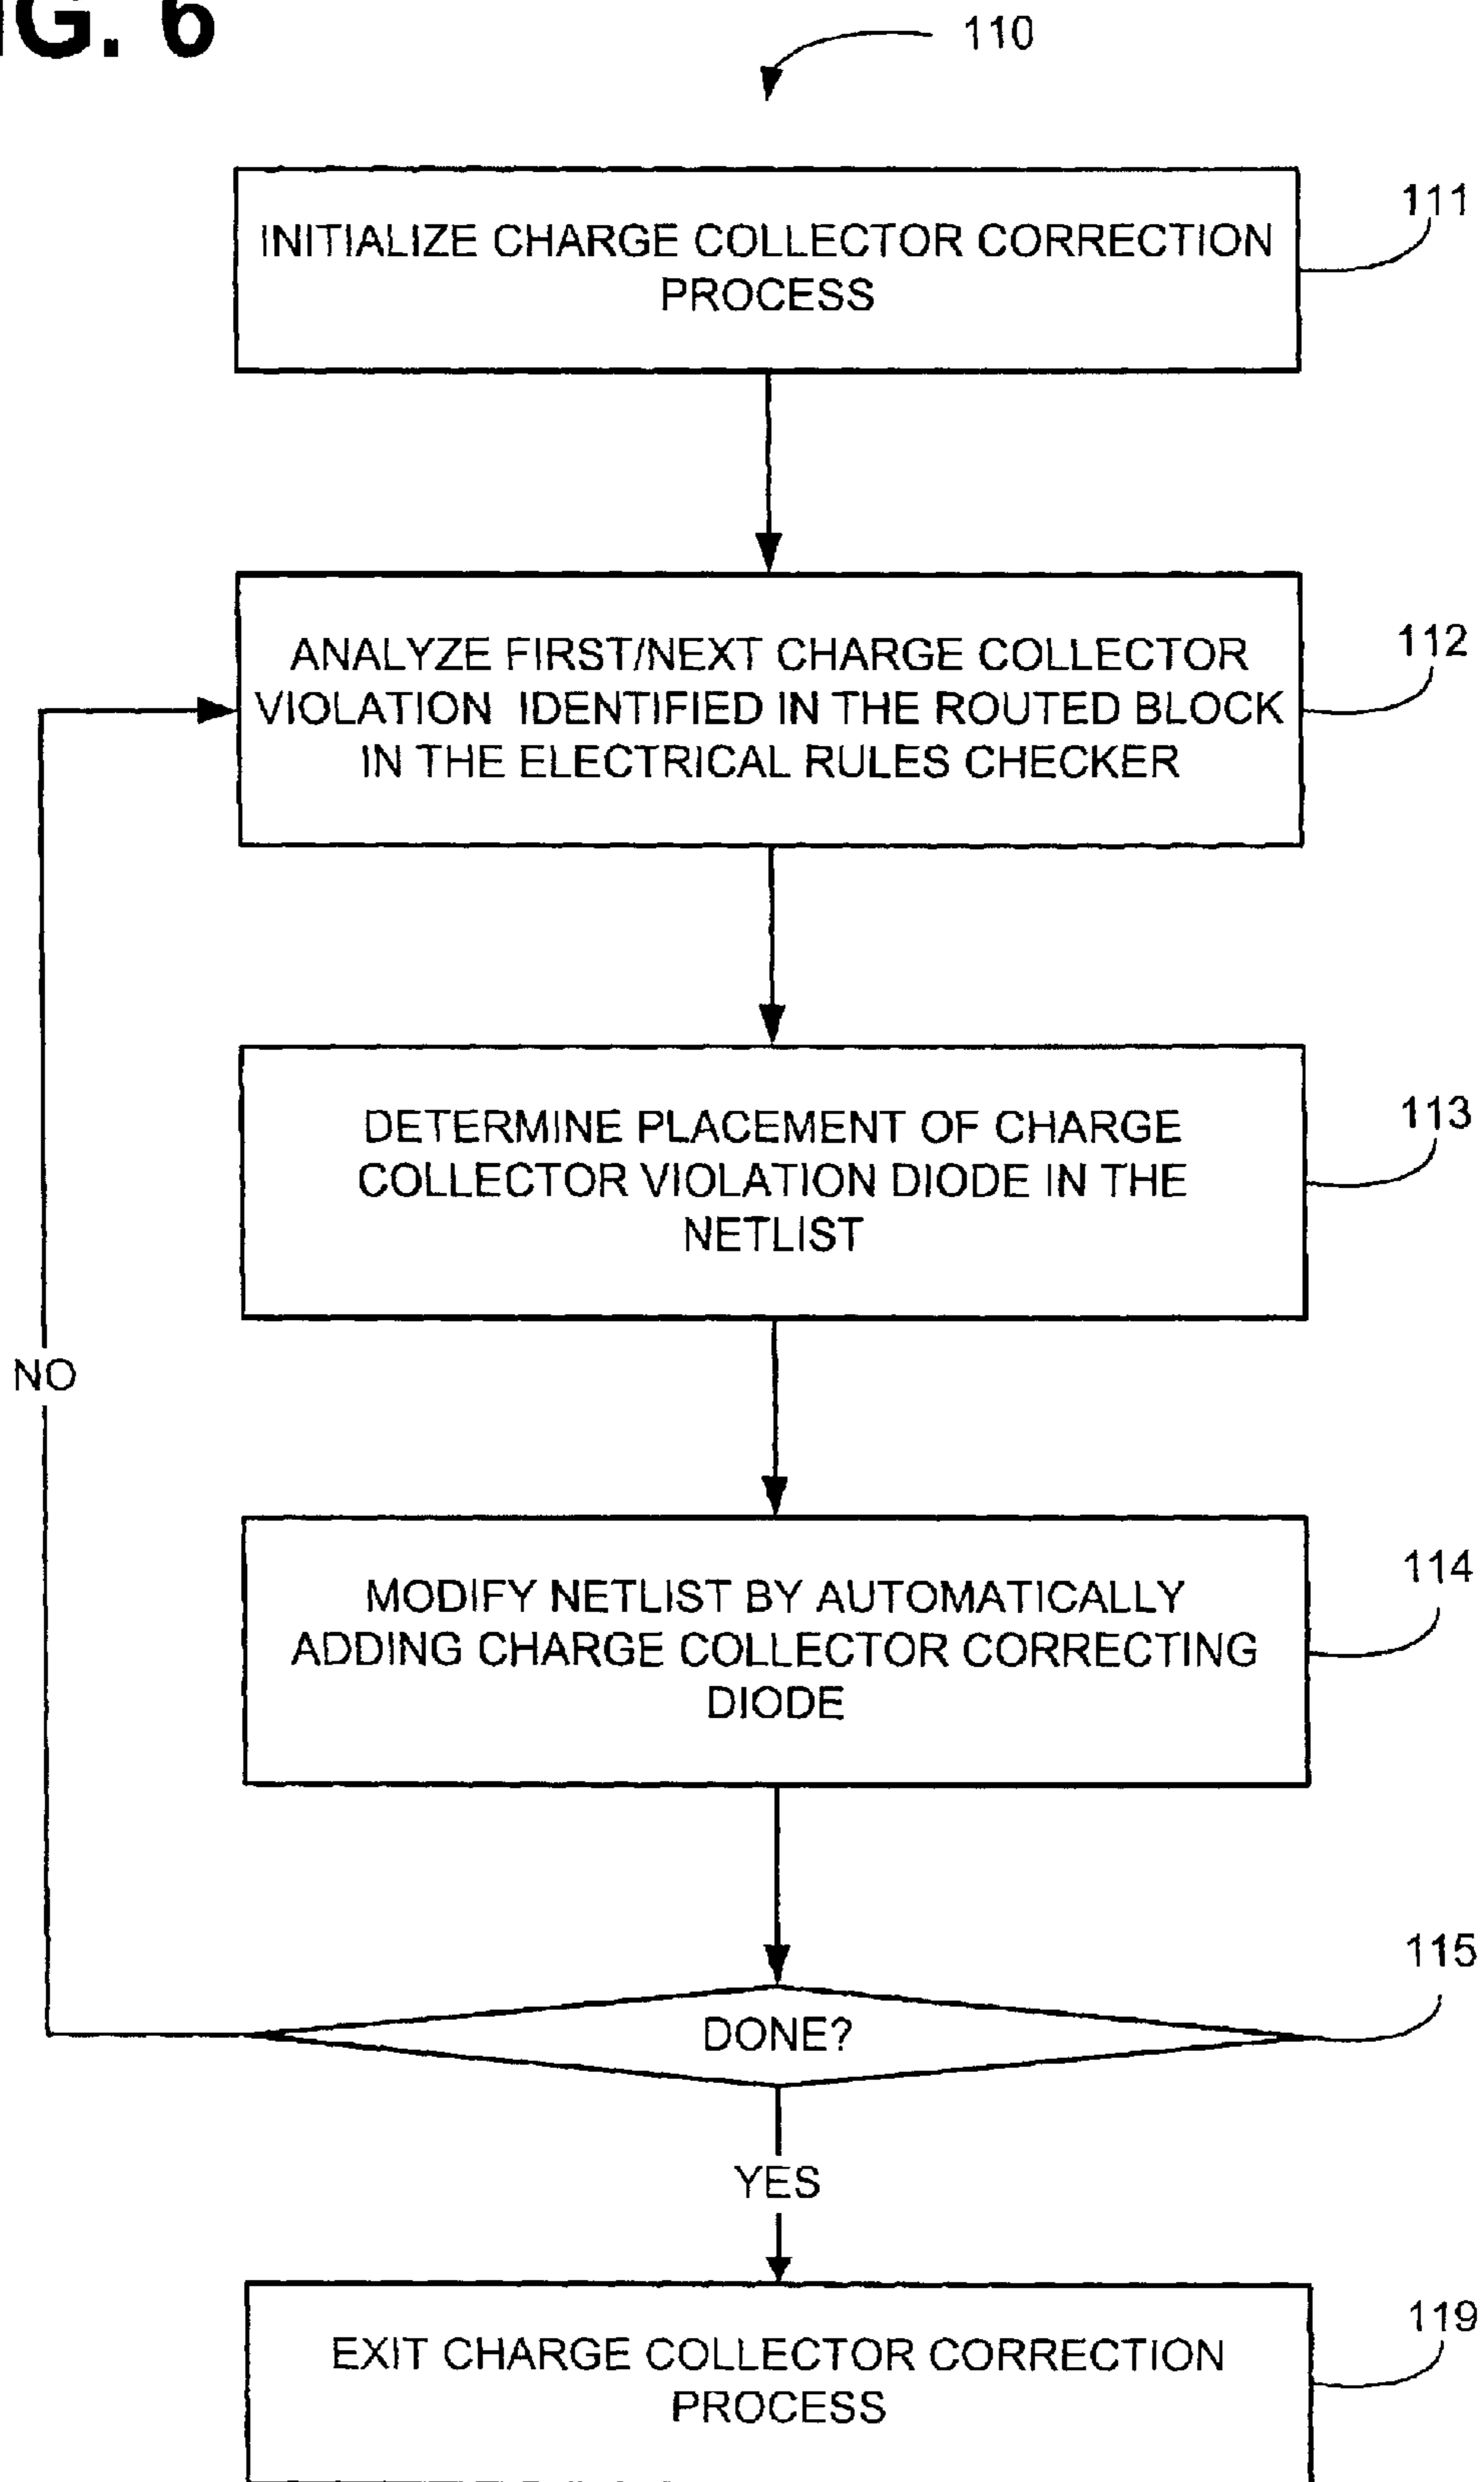 G. 6
110
INITIALIZE CHARGE COLLECTOR CORRECTION
PROCESS
111
ANALYZE FIRST/NEXT CHARGE COLLECTOR
VIOLATION IDENTIFIED IN THE ROUTED BLOCK
IN THE ELECTRICAL RULES CHECKER
112
DETERMINE PLACEMENT OF CHARGE
COLLECTOR VIOLATION DIODE IN THE
NETLIST
113
NO
MODIFY NETLIST BY AUTOMATICALLY
ADDING CHARGE COLLECTOR CORRECTING
DIODE
114
DONE?
115
YES
EXIT CHARGE COLLECTOR CORRECTION
PROCESS
119